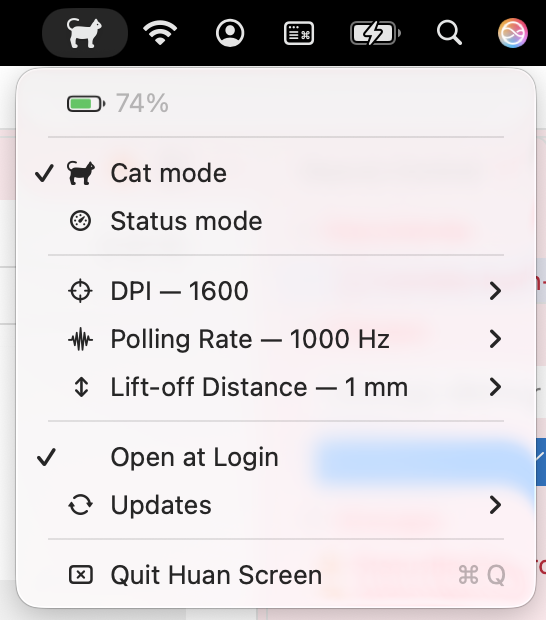 74%
Cat mode
Status mode
DPI — 1600
Polling Rate — 1000 Hz
Lift-off Distance — 1 mm
Open at Login
Updates
Quit Huan Screen ⌘ Q